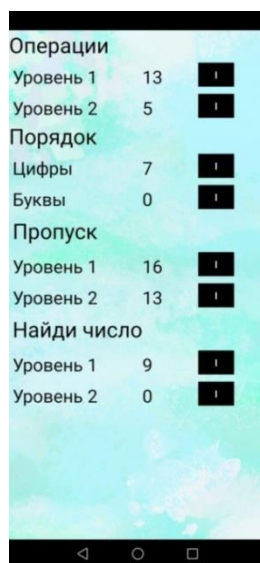 Операции
Уровень 1 13
Уровень 2 5
Порядок
Цифры 7
Буквы 0
Пропуск
Уровень 1 16
Уровень 2 13
Найди число
Уровень 1 9
Уровень 2 0